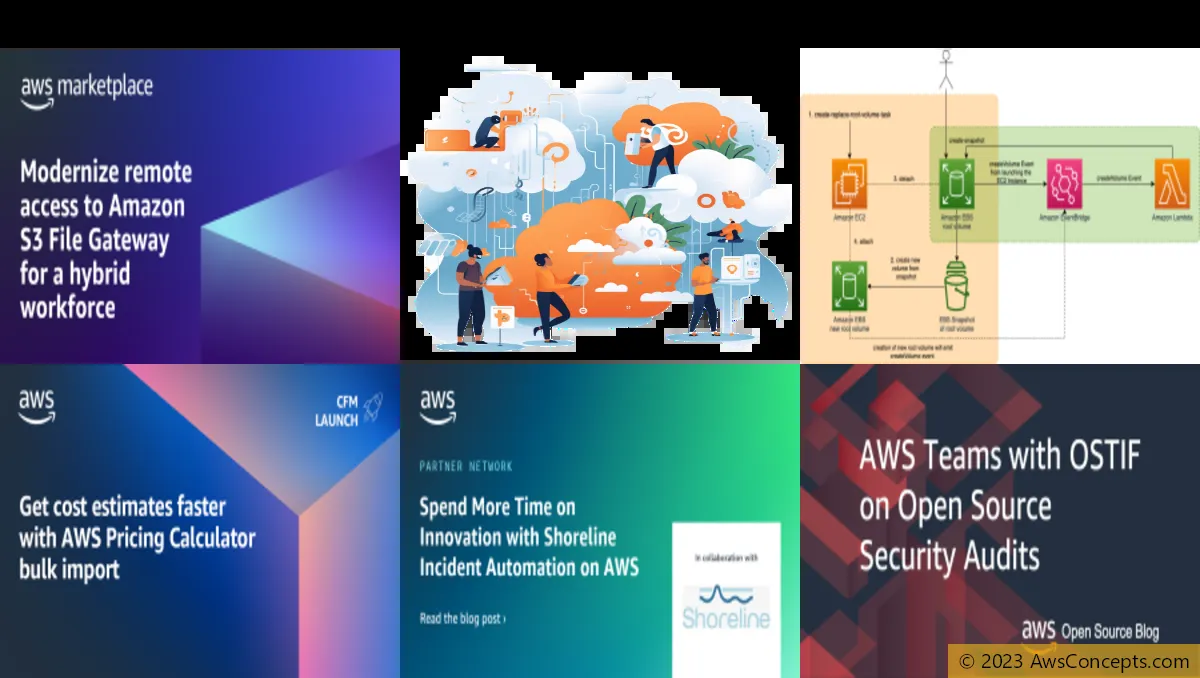 aws marketplace
Modernize remote
access to Amazon
S3 File Gateway
for a hybrid
workforce
1. create replace root volume task
create snapshot
3. detach
createVolume Event
from launching the
EC2 Instance
createVolume Event
Amazon EC2
Amazon EBS
root volume
Amazon EventBridge
Amazon Lambda
4. attach
2. create new
volume from
snapshot
Amazon EBS
new root volume
EBS Snapshot
of root volume
creation of new root volume will emit
createVolume event
aws
CFM
LAUNCH
Get cost estimates faster
with AWS Pricing Calculator
bulk import
aws
PARTNER NETWORK
Spend More Time on
Innovation with Shoreline
Incident Automation on AWS
Read the blog post ›
In collaboration with
Shoreline
AWS Teams with OSTIF
on Open Source
Security Audits
aws Open Source Blog
© 2023 AwsConcepts.com